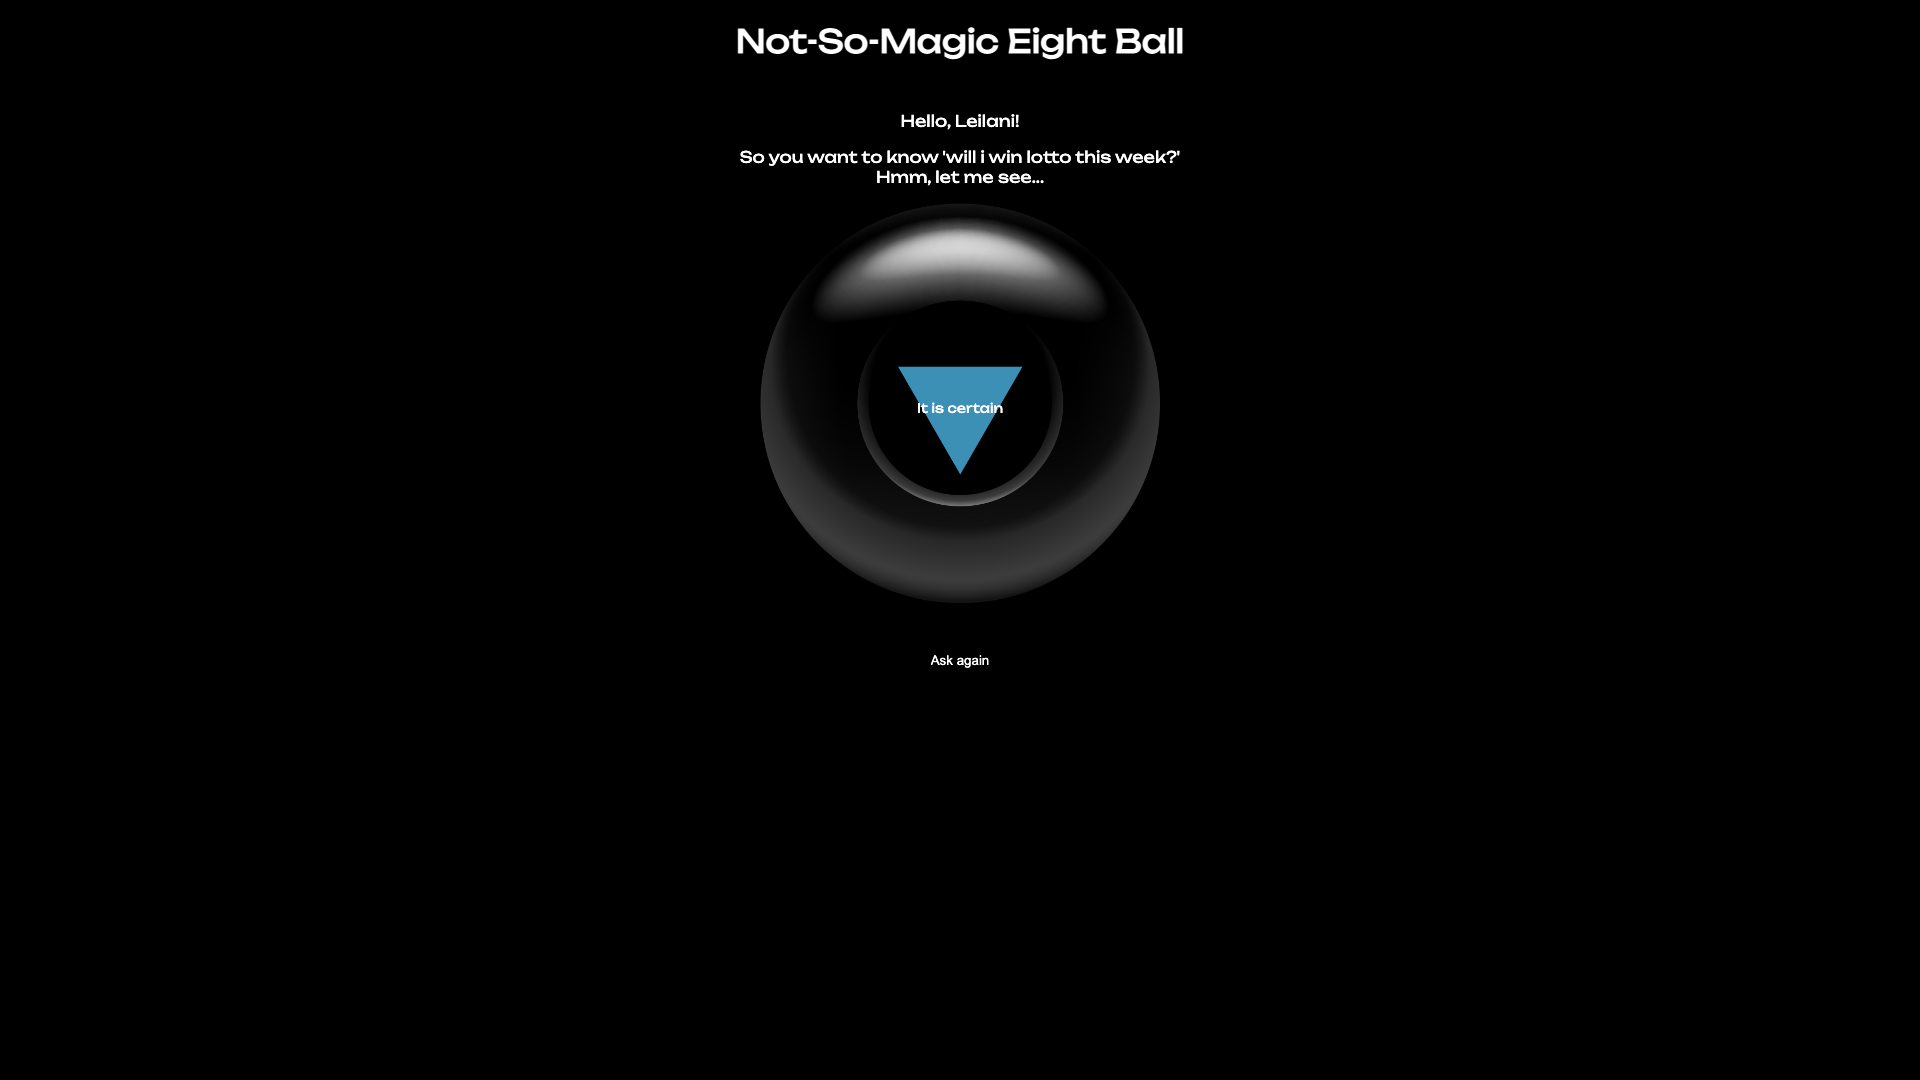 Not-So-Magic Eight Ball
Hello, Leilani!
So you want to know 'will i win lotto this week?'
Hmm, let me see...
It is certain
Ask again